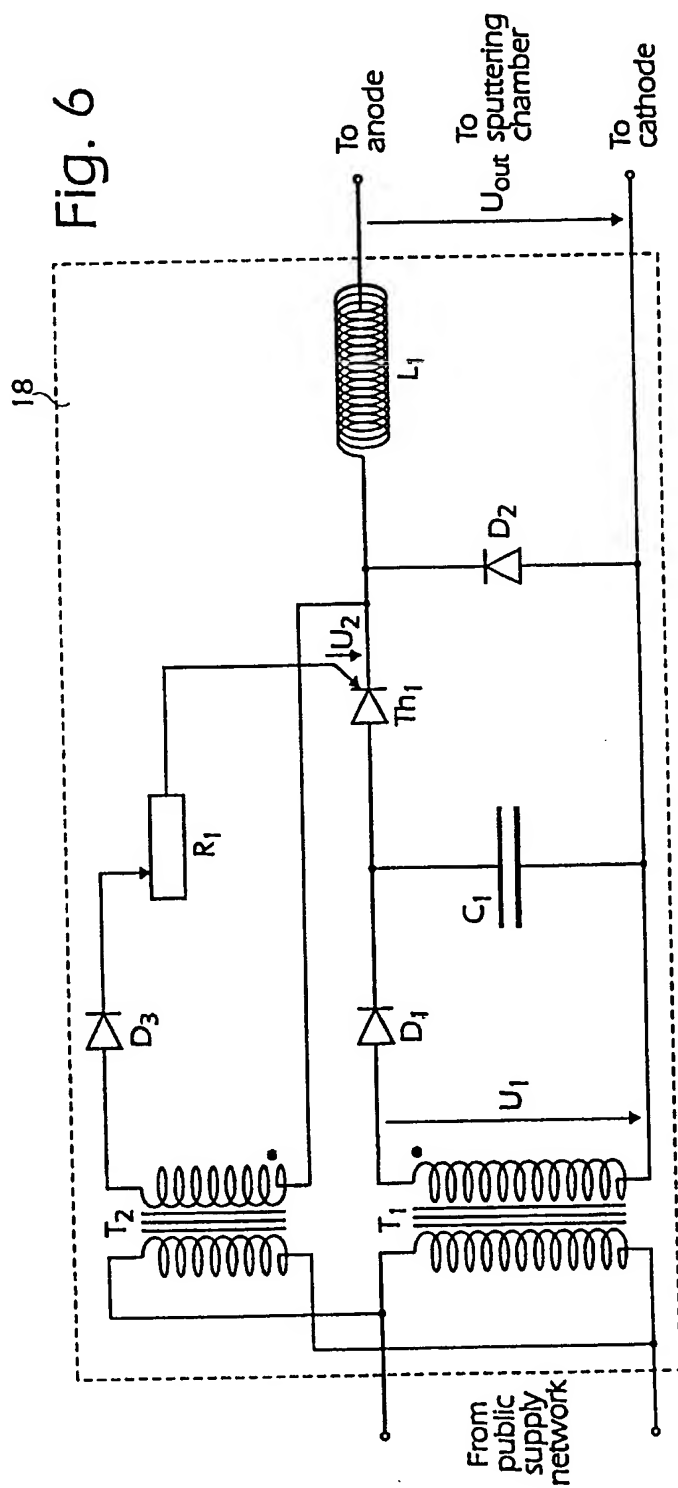 Fig. 6
18
To
anode
U_out
To
sputtering
chamber
To
cathode
L₁
D₂
U₂
Th₁
R₁
C₁
D₃
D₁
U₁
T₂
T₁
From
public
supply
network